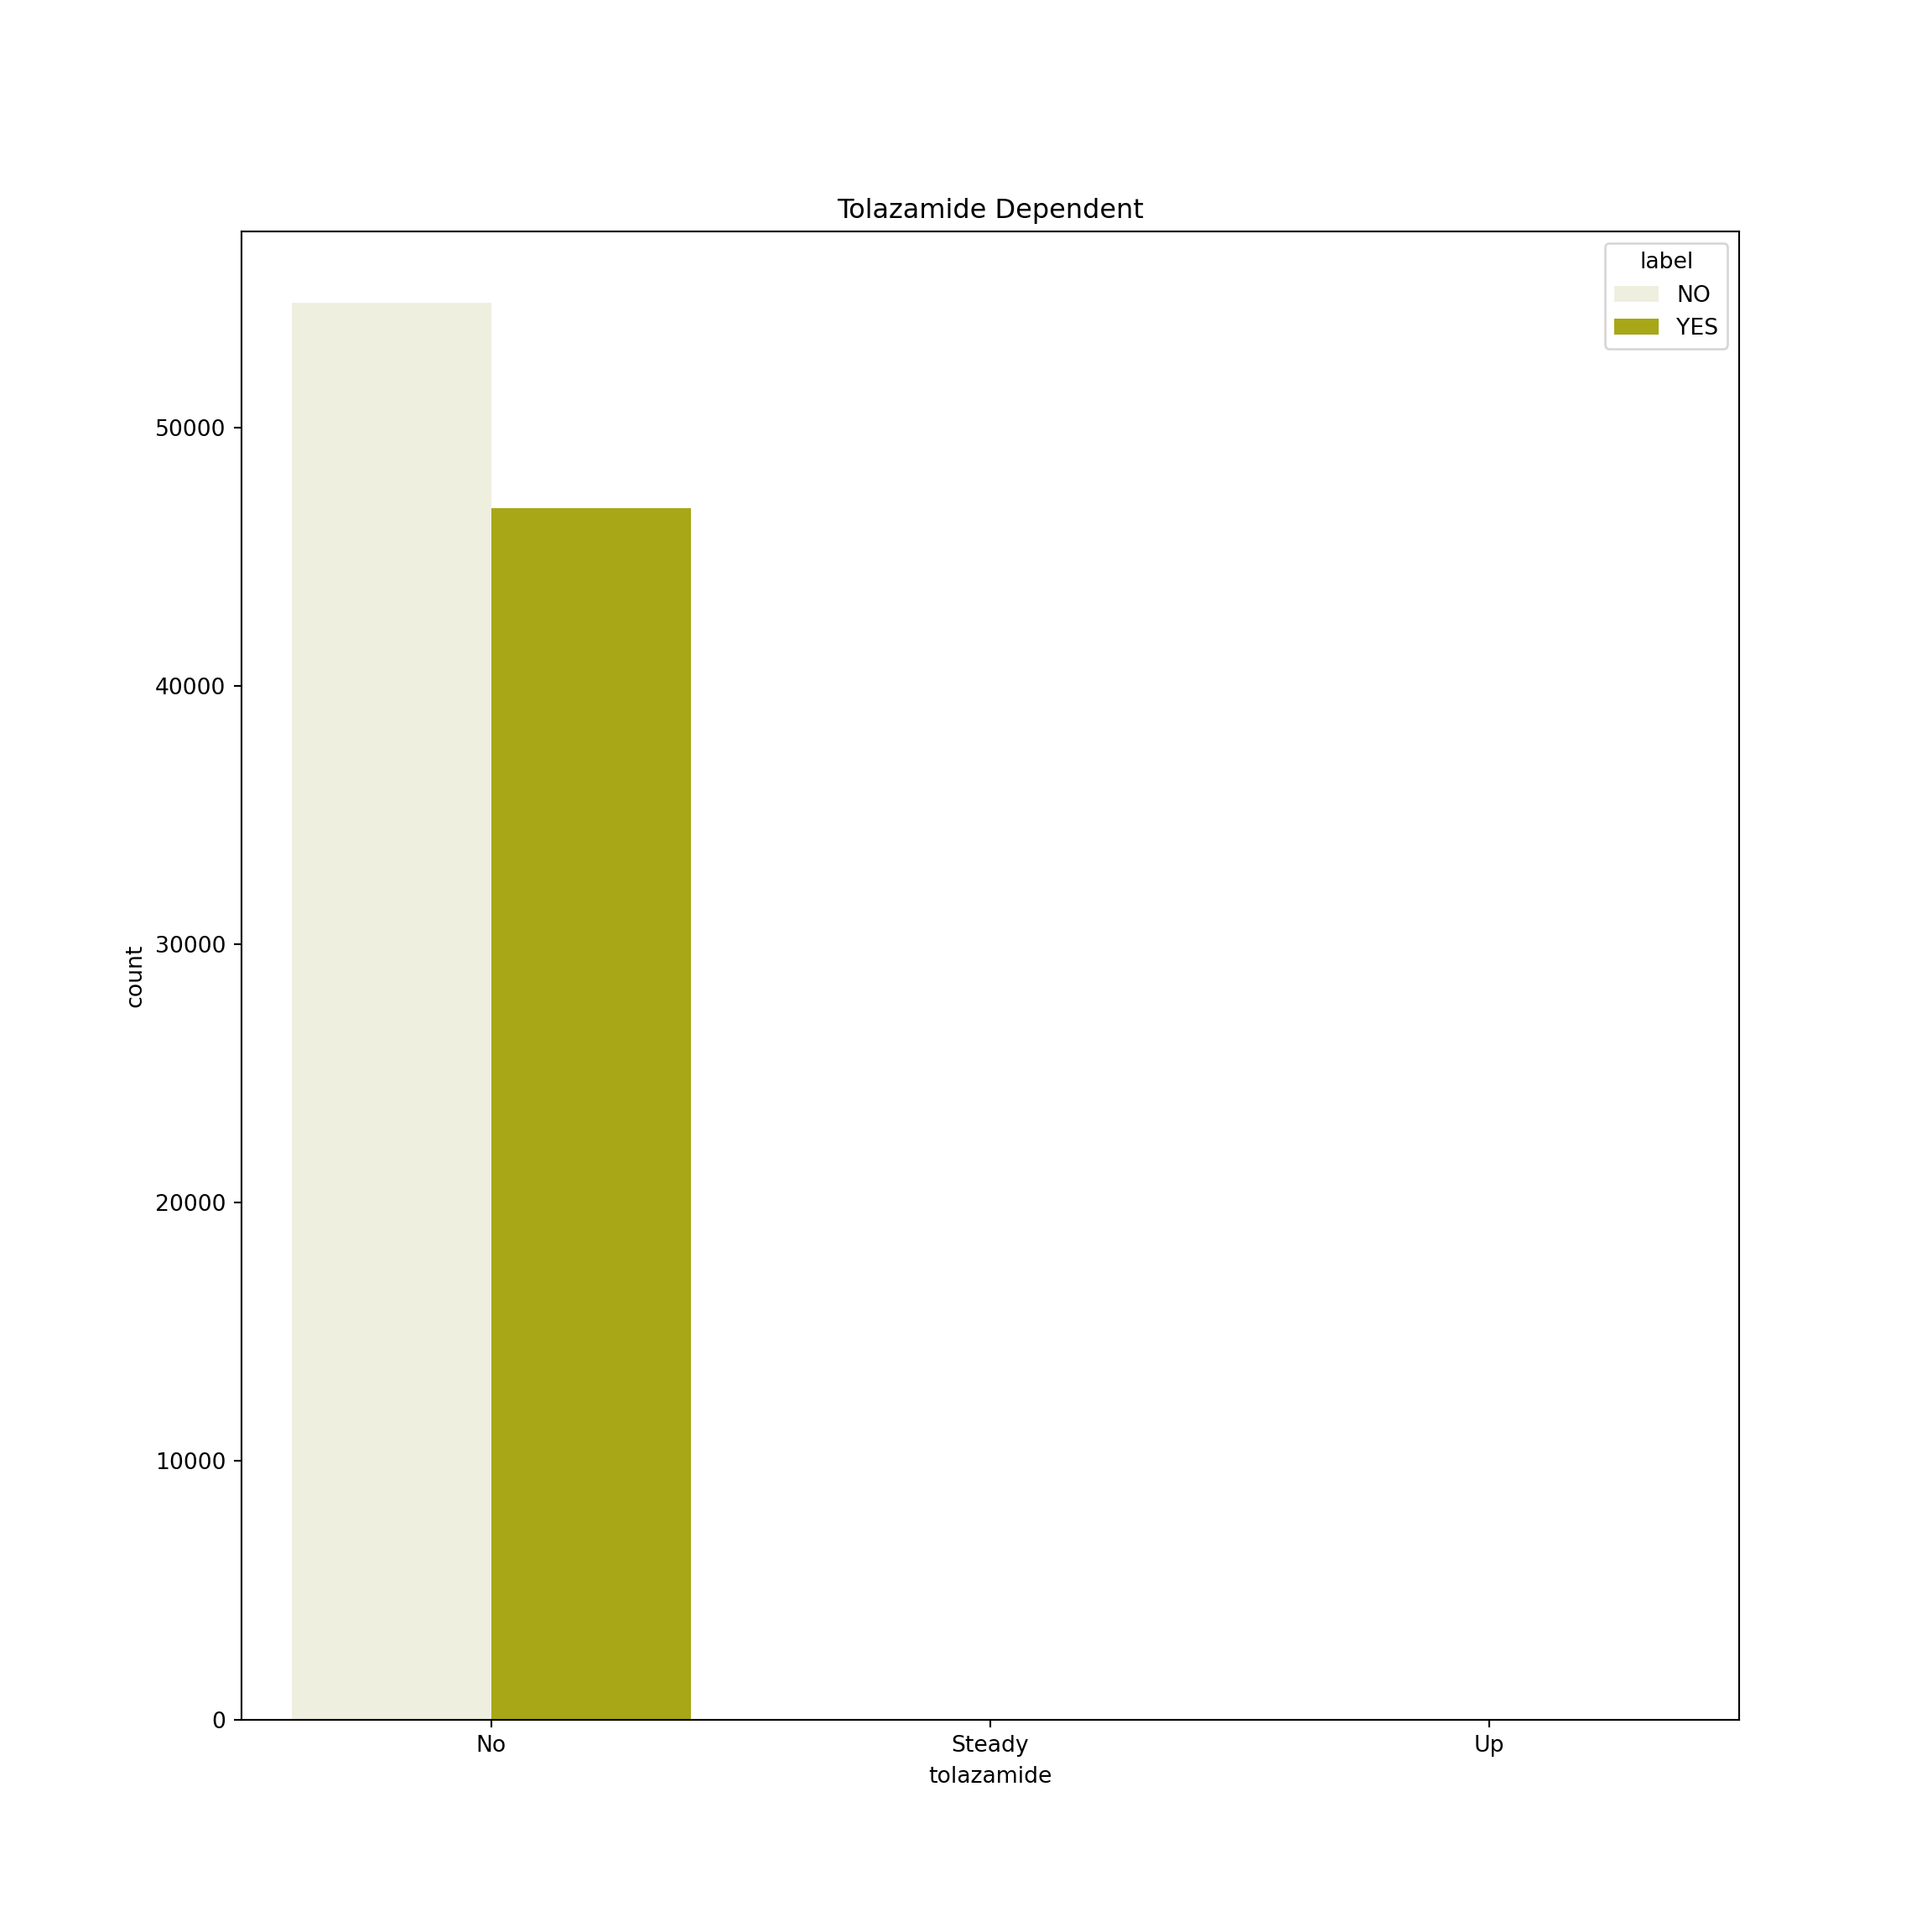 Tolazamide Dependent
label
NO
YES
50000
40000
30000
20000
10000
0
count
No
Steady
Up
tolazamide